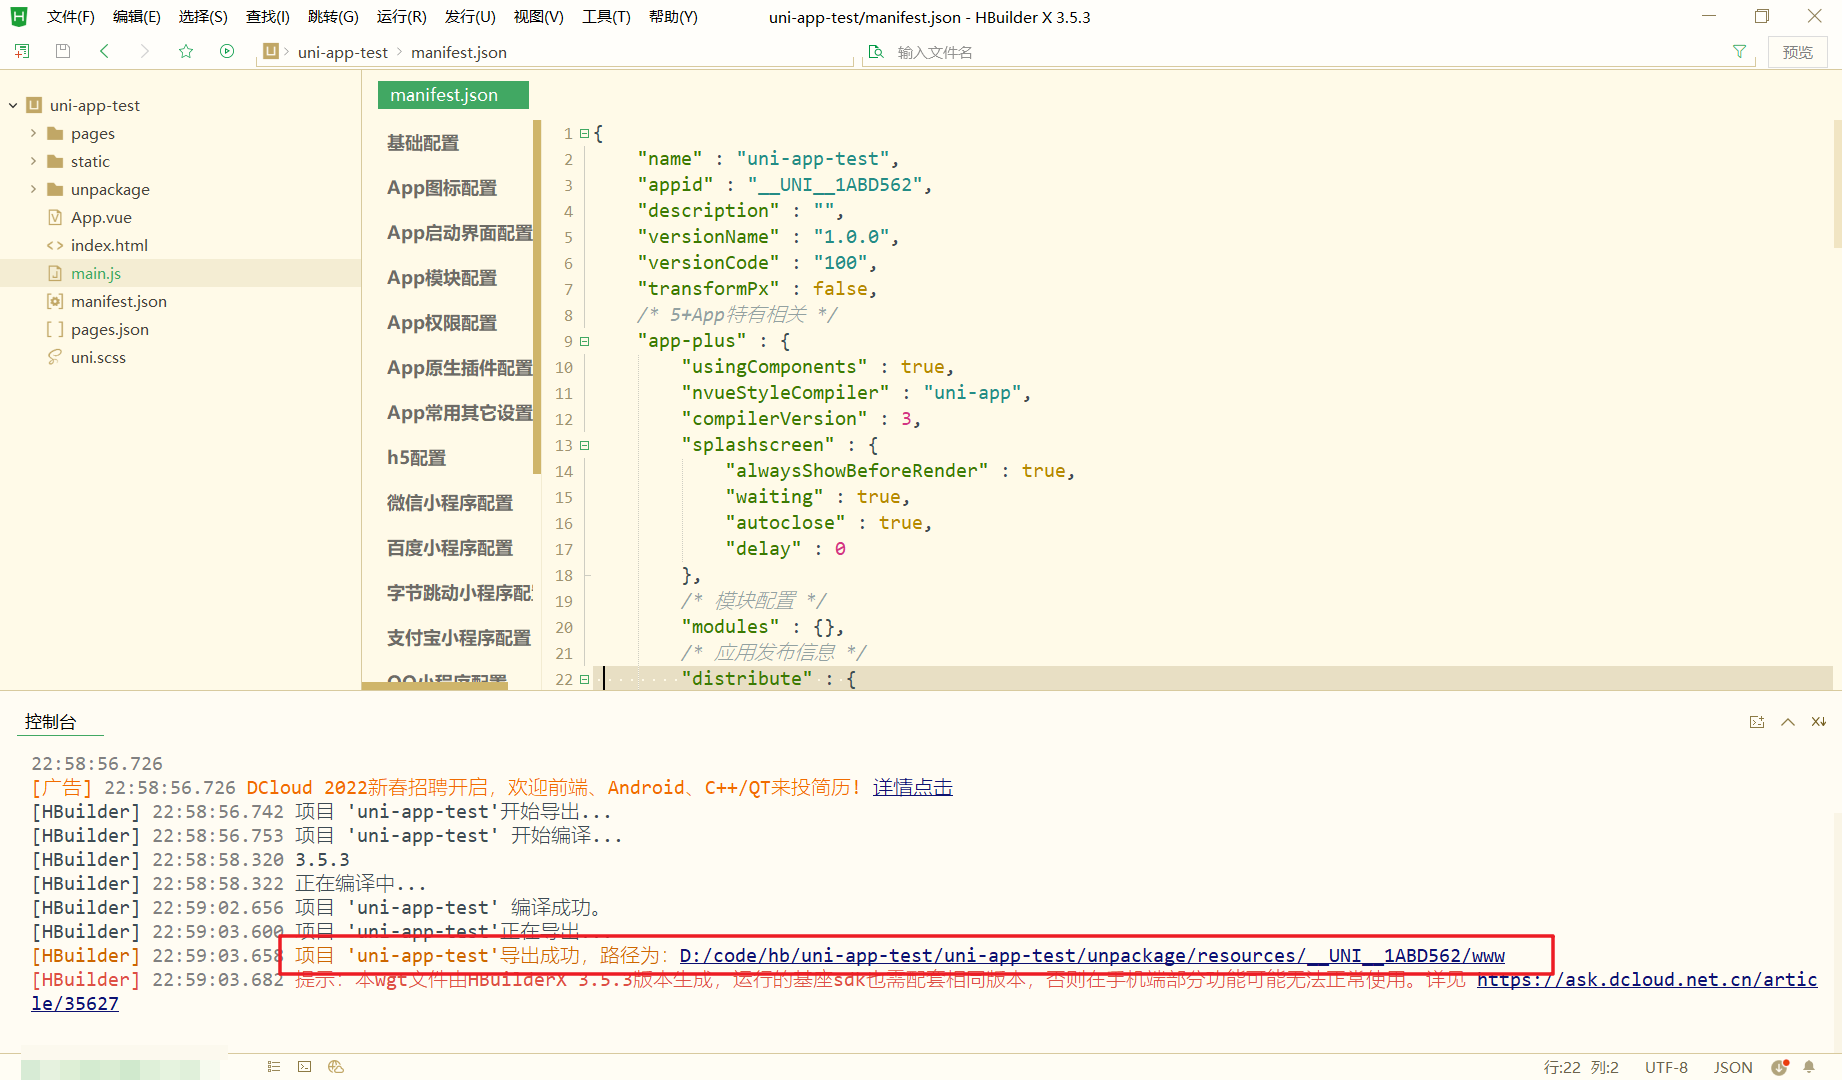 文件(F) 编辑(E) 选择(S) 查找(I) 跳转(G) 运行(R) 发行(U) 视图(V) 工具(T) 帮助(Y) uni-app-test/manifest.json - HBuilder X 3.5.3
uni-app-test manifest.json 输入文件名 预览
uni-app-test
pages
static
unpackage
App.vue
index.html
main.js
manifest.json
pages.json
uni.scss
manifest.json
基础配置
App图标配置
App启动界面配置
App模块配置
App权限配置
App原生插件配置
App常用其它设置
h5配置
微信小程序配置
百度小程序配置
字节跳动小程序配
支付宝小程序配置
QQ小程序配置
1 {
2 "name" : "uni-app-test",
3 "appid" : "__UNI__1ABD562",
4 "description" : "",
5 "versionName" : "1.0.0",
6 "versionCode" : "100",
7 "transformPx" : false,
8 /* 5+App特有相关 */
9 "app-plus" : {
10 "usingComponents" : true,
11 "nvueStyleCompiler" : "uni-app",
12 "compilerVersion" : 3,
13 "splashscreen" : {
14 "alwaysShowBeforeRender" : true,
15 "waiting" : true,
16 "autoclose" : true,
17 "delay" : 0
18 },
19 /* 模块配置 */
20 "modules" : {},
21 /* 应用发布信息 */
22 "distribute" : {
控制台
22:58:56.726
[广告] 22:58:56.726 DCloud 2022新春招聘开启，欢迎前端、Android、C++/QT来投简历！ 详情点击
[HBuilder] 22:58:56.742 项目 'uni-app-test'开始导出...
[HBuilder] 22:58:56.753 项目 'uni-app-test' 开始编译...
[HBuilder] 22:58:58.320 3.5.3
[HBuilder] 22:58:58.322 正在编译中...
[HBuilder] 22:59:02.656 项目 'uni-app-test' 编译成功。
[HBuilder] 22:59:03.600 项目 'uni-app-test'正在导出...
[HBuilder] 22:59:03.658 项目 'uni-app-test'导出成功，路径为：D:/code/hb/uni-app-test/uni-app-test/unpackage/resources/__UNI__1ABD562/www
[HBuilder] 22:59:03.682 提示：本wgt文件由HBuilderX 3.5.3版本生成，运行的基座sdk也需配套相同版本，否则在手机端部分功能可能无法正常使用。详见 https://ask.dcloud.net.cn/artic
le/35627
行:22 列:2 UTF-8 JSON